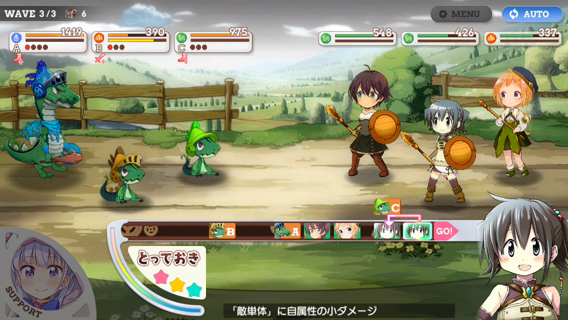 WAVE 3/3 6
MENU
AUTO
A 1419
B 390
C 975
548
426
337
C
B
A
GO!
とっておき
SUPPORT
「敵単体」に自属性の小ダメージ